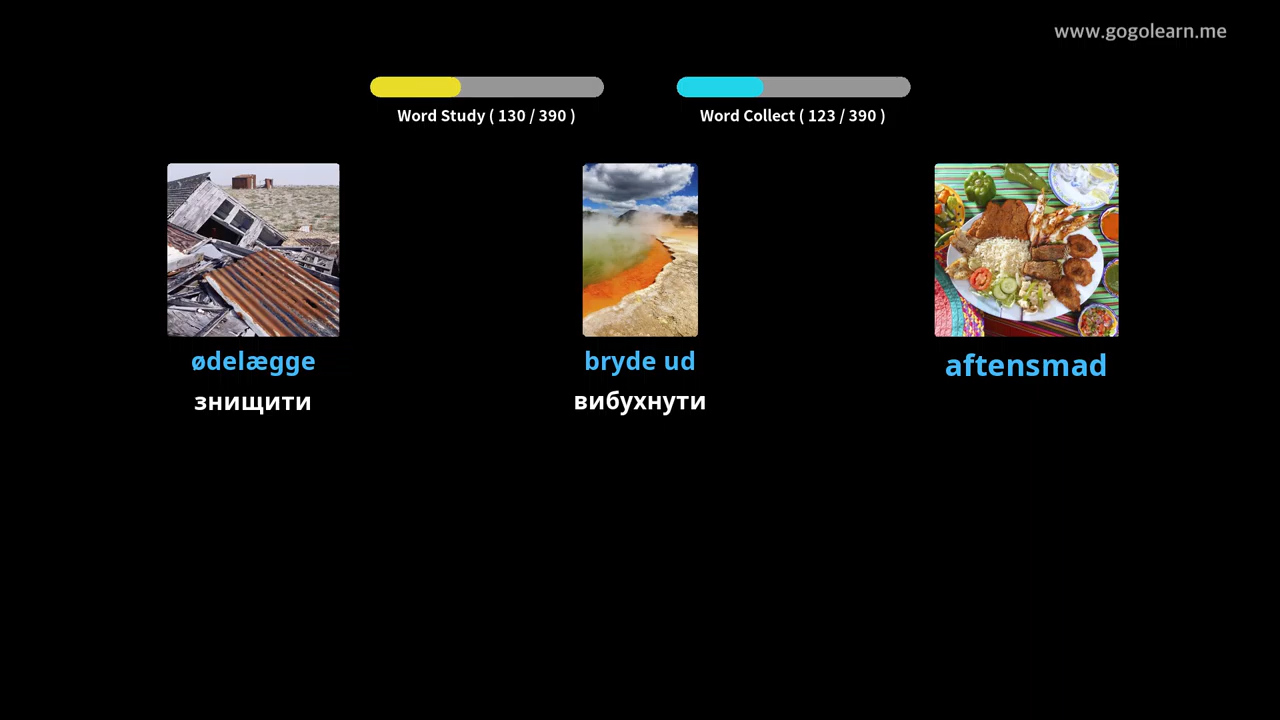 www.gogolearn.me
Word Study ( 130 / 390 )
Word Collect ( 123 / 390 )
ødelægge
знищити
bryde ud
вибухнути
aftensmad